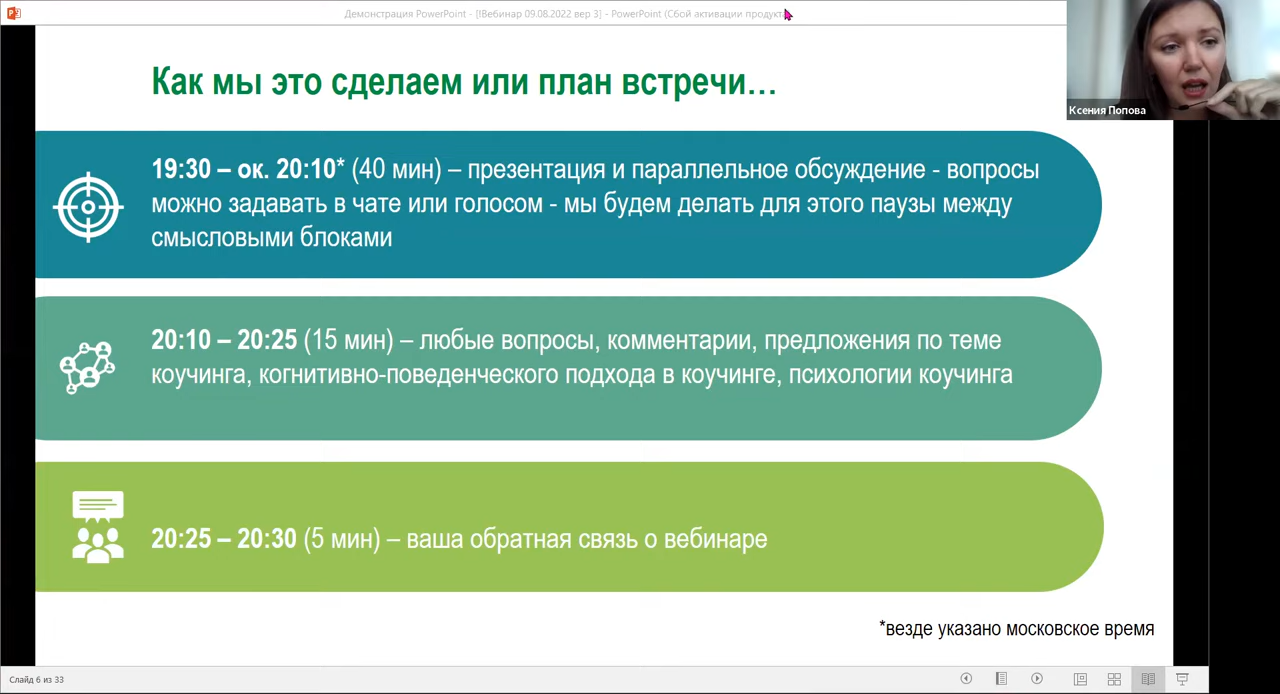 Демонстрация PowerPoint - [!Вебинар 09.08.2022 вер 3] - PowerPoint (Сбой активации продукта
Ксения Попова
Как мы это сделаем или план встречи…
19:30 – ок. 20:10* (40 мин) – презентация и параллельное обсуждение - вопросы
можно задавать в чате или голосом - мы будем делать для этого паузы между
смысловыми блоками
20:10 – 20:25 (15 мин) – любые вопросы, комментарии, предложения по теме
коучинга, когнитивно-поведенческого подхода в коучинге, психологии коучинга
20:25 – 20:30 (5 мин) – ваша обратная связь о вебинаре
*везде указано московское время
Слайд 6 из 33